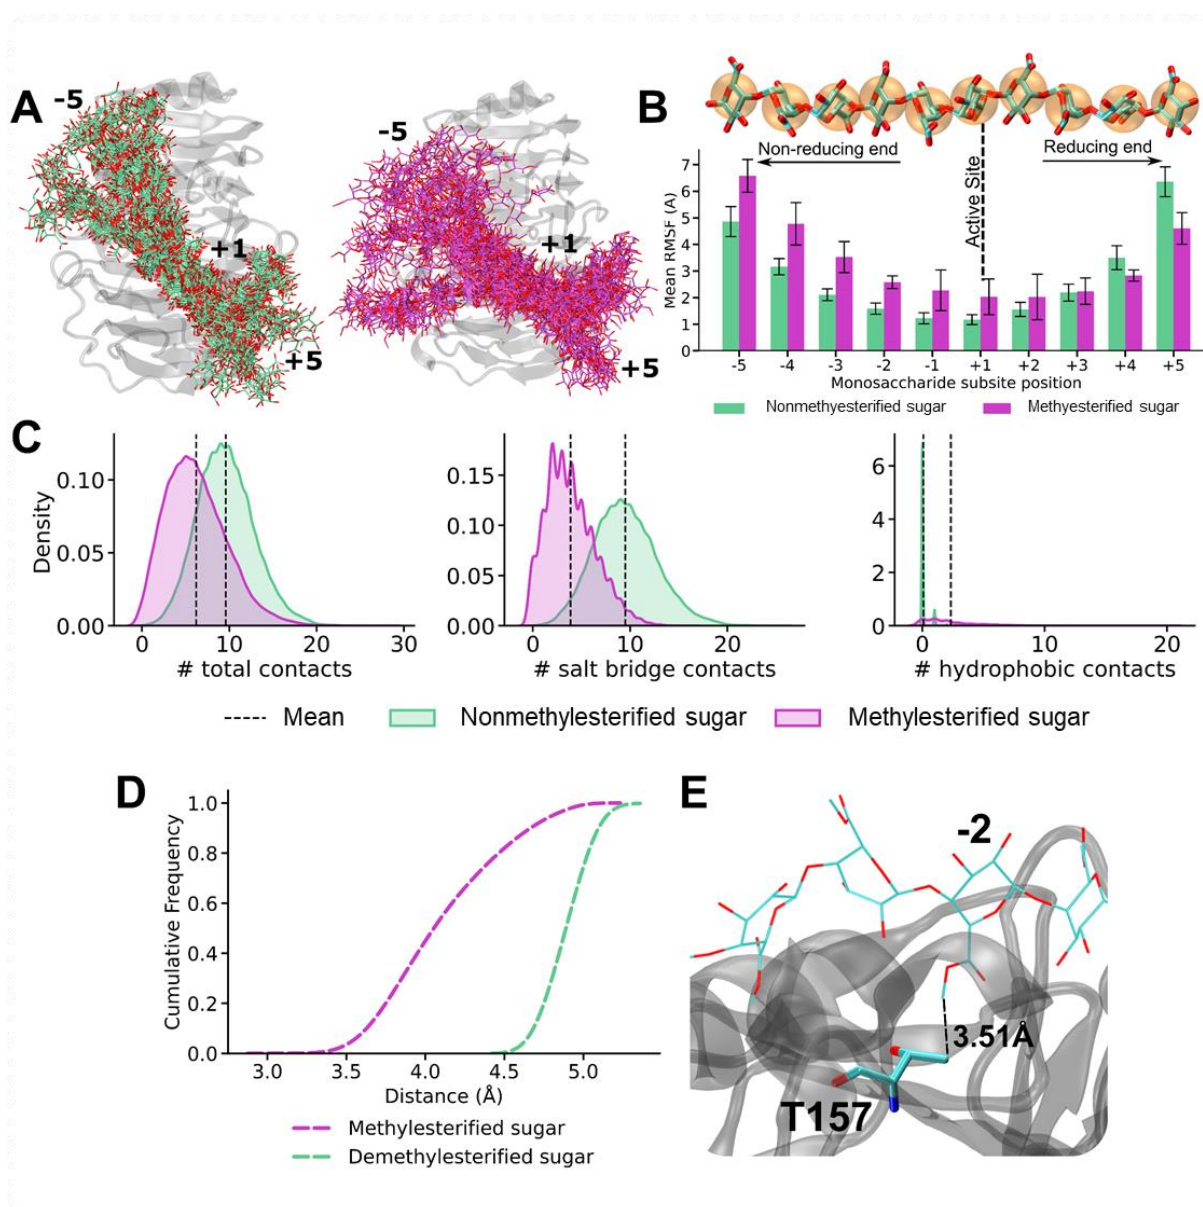 A
-5
+1
+5
-5
+1
+5
B
Non-reducing end
Reducing end
Active Site
Mean RMSF (A)
7
6
5
4
3
2
1
0
-5 -4 -3 -2 -1 +1 +2 +3 +4 +5
Monosaccharide subsite position
Nonmethyesterified sugar Methyesterified sugar
C
Density
0.10
0.05
0.00
0 10 20 30
# total contacts
0.15
0.10
0.05
0.00
0 10 20
# salt bridge contacts
6
4
2
0
0 10 20
# hydrophobic contacts
Mean Nonmethylesterified sugar Methylesterified sugar
D
Cumulative Frequency
1.0
0.8
0.6
0.4
0.2
0.0
3.0 3.5 4.0 4.5 5.0
Distance (Å)
Methylesterified sugar
Demethylesterified sugar
E
-2
3.51Å
T157